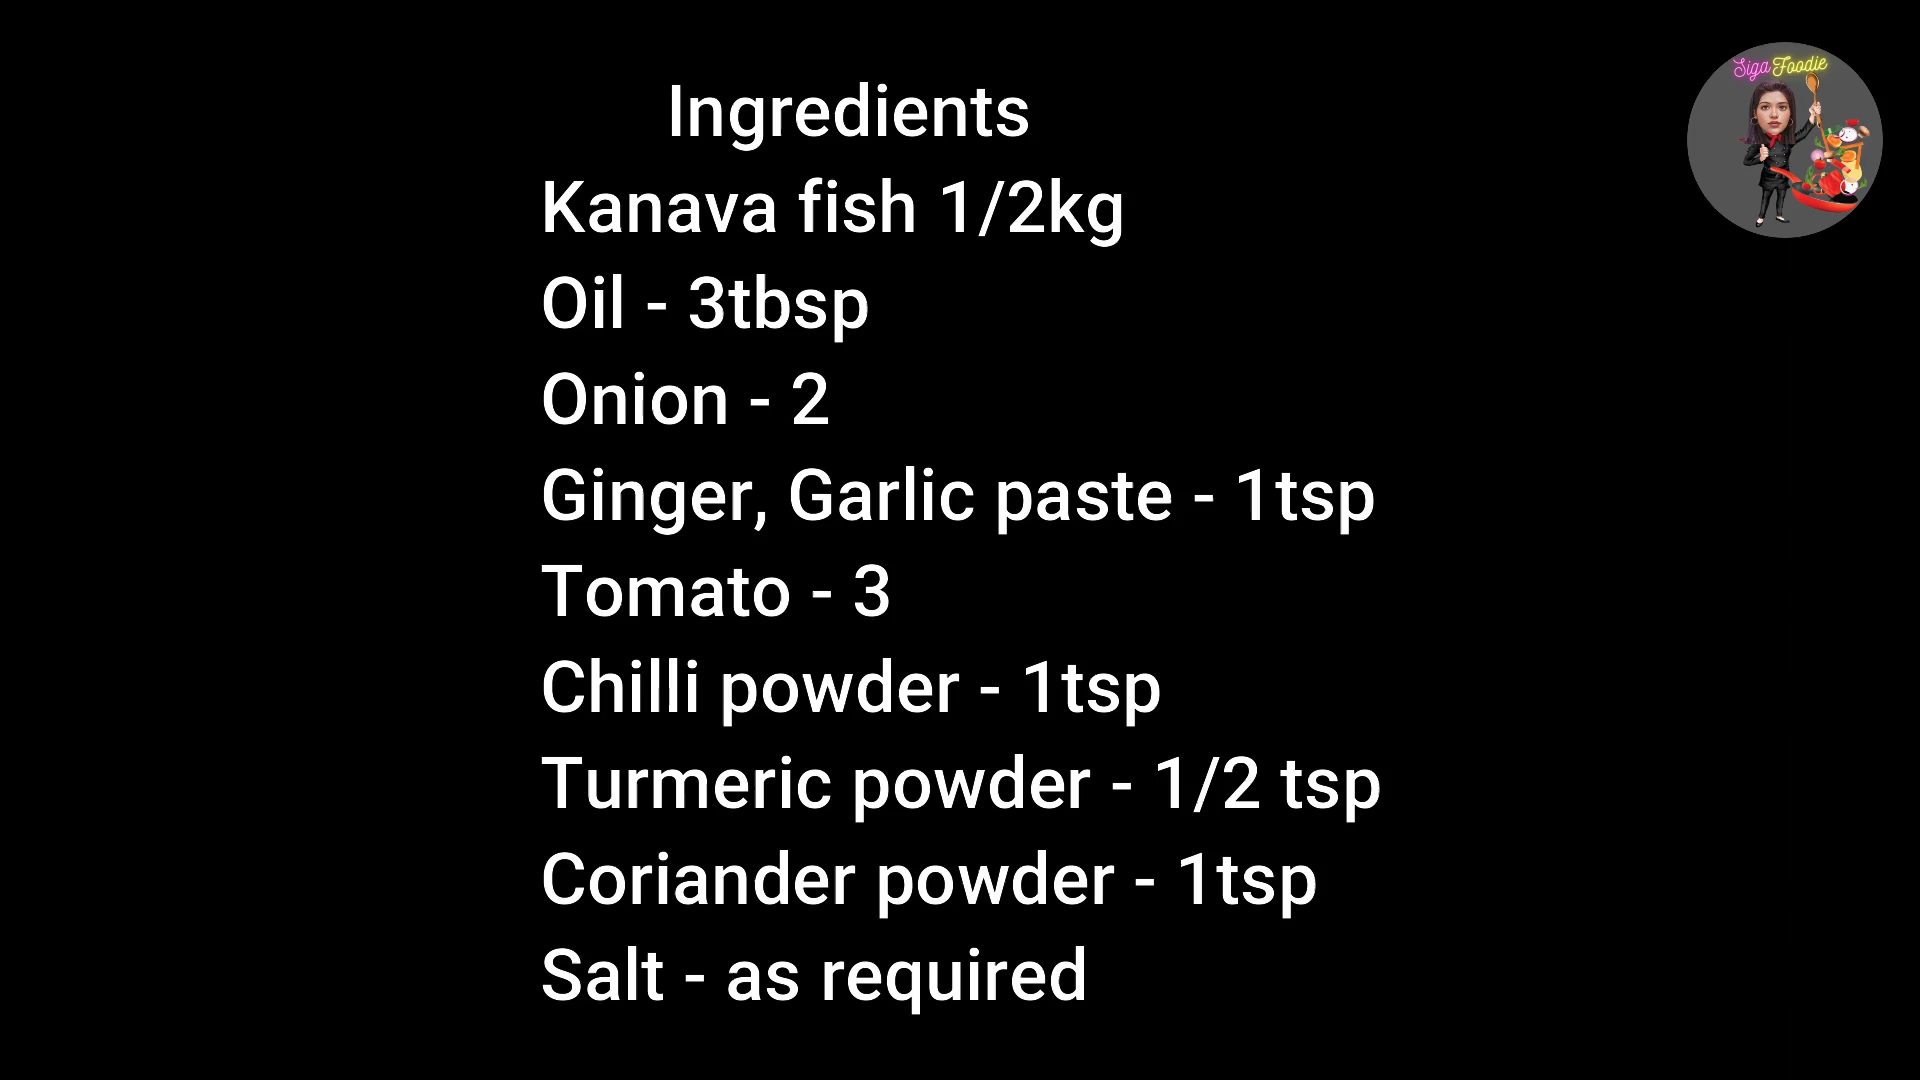 Siga Foodie
Ingredients
Kanava fish 1/2kg
Oil - 3tbsp
Onion - 2
Ginger, Garlic paste - 1tsp
Tomato - 3
Chilli powder - 1tsp
Turmeric powder - 1/2 tsp
Coriander powder - 1tsp
Salt - as required